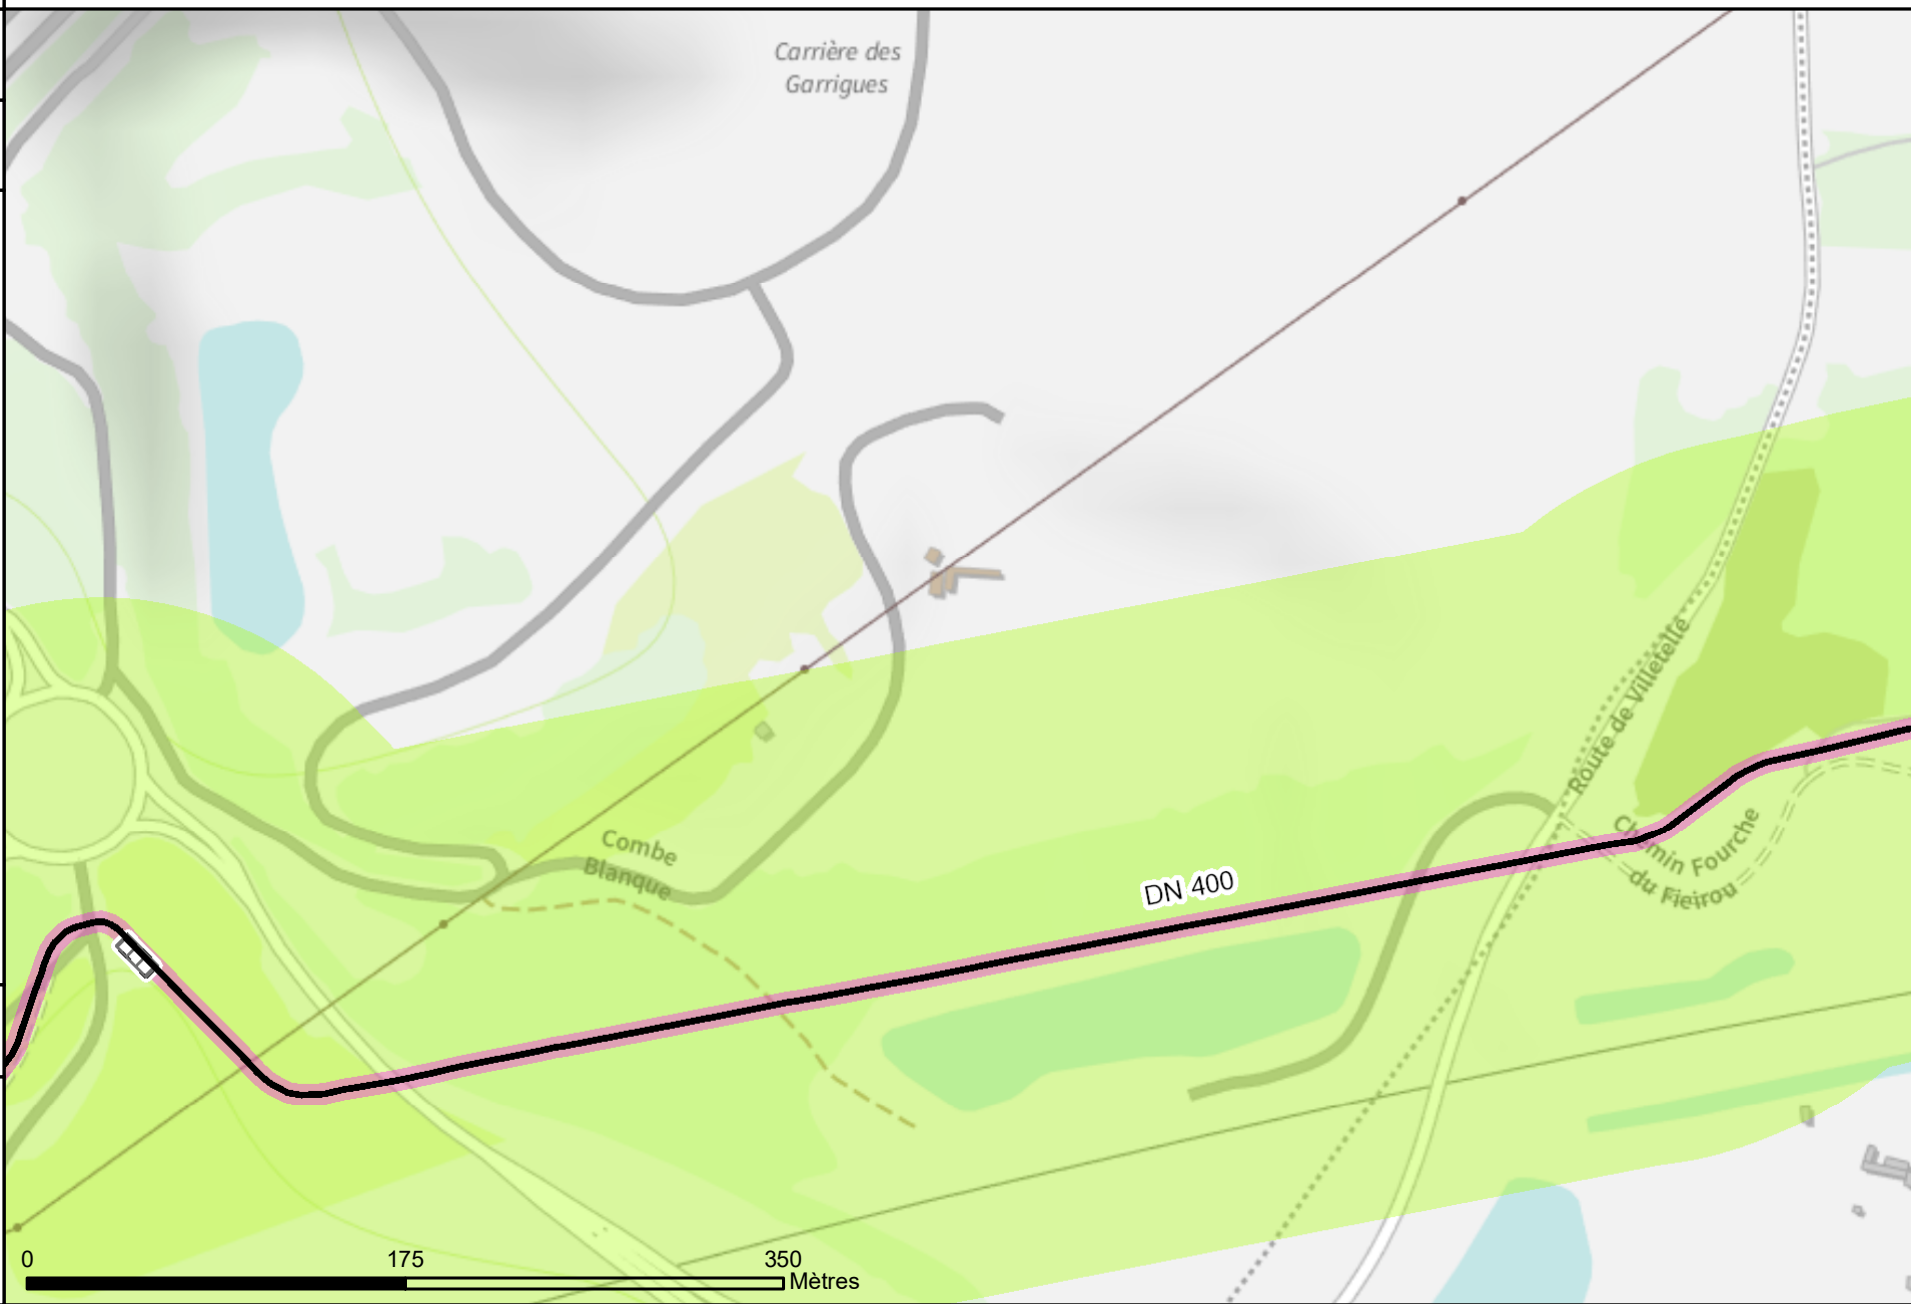 Carrière des
Garrigues
Route de Villetelle
Combe
Blanque
Chemin Fourche
du Fieirou
DN 400
0 175 350
Mètres